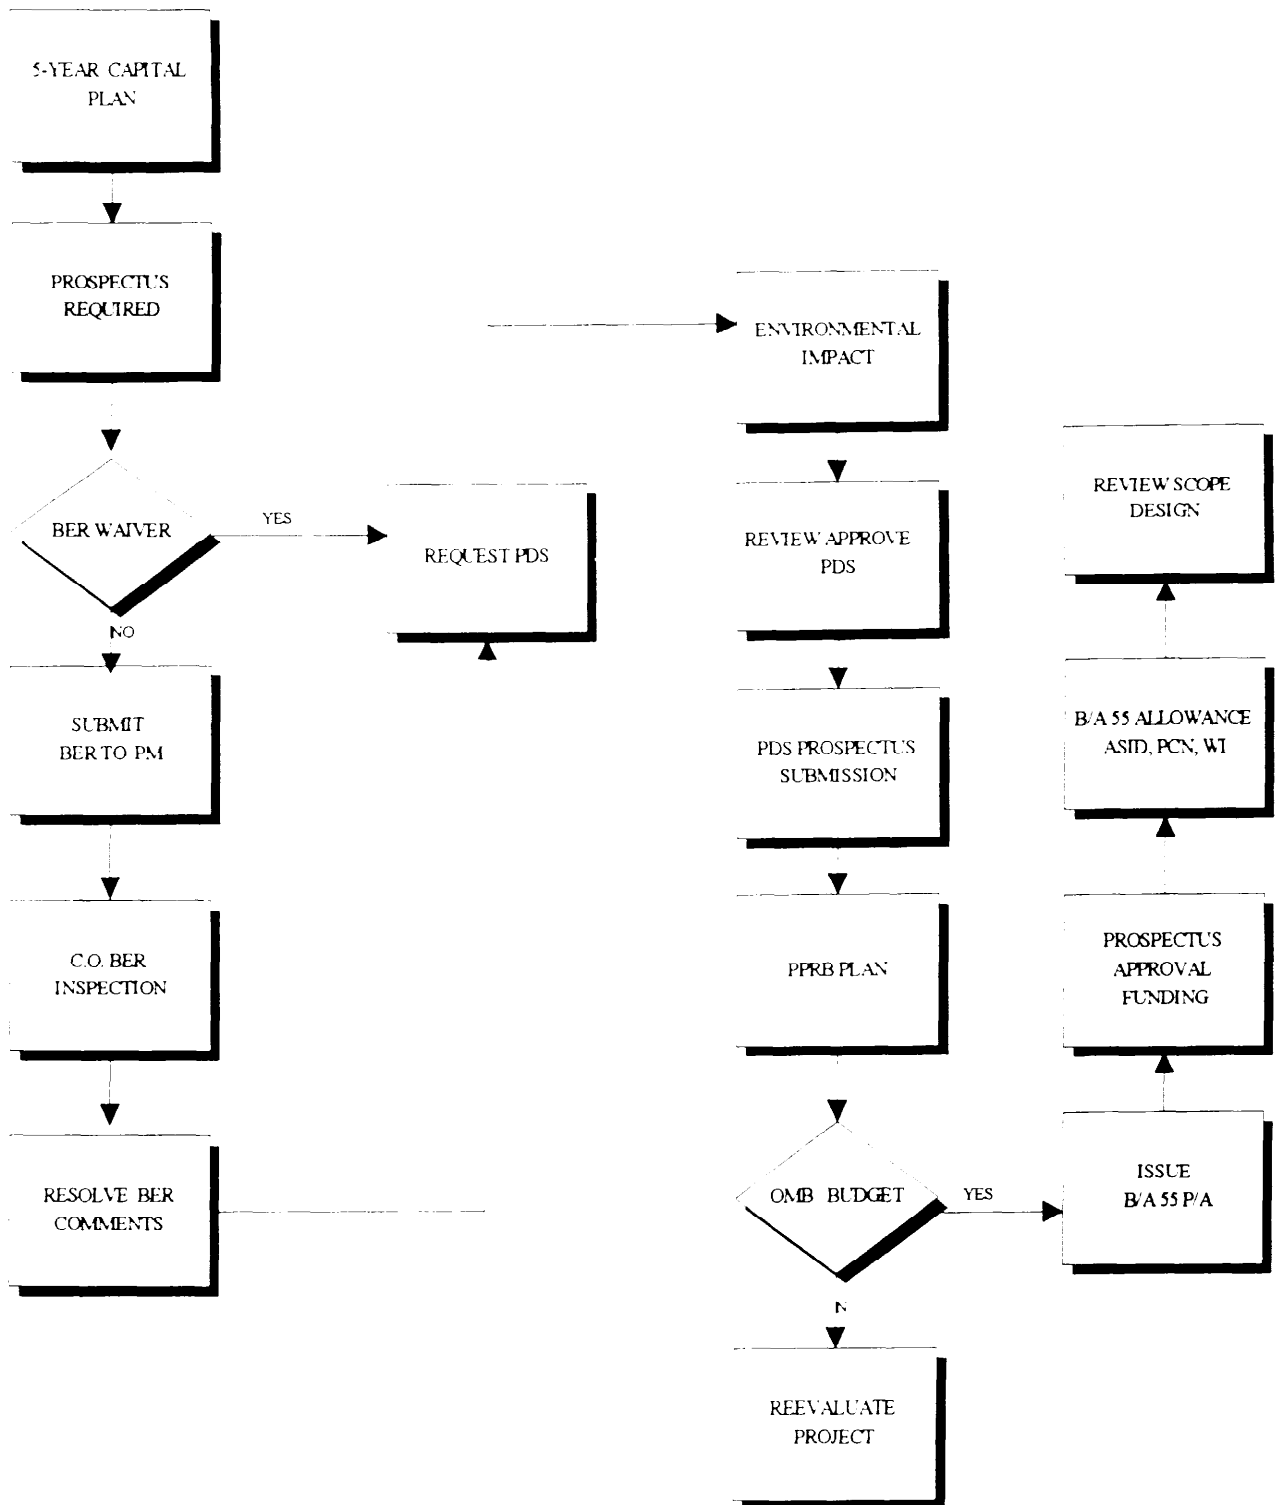 5-YEAR CAPITAL
PLAN
PROSPECTUS
REQUIRED
BER WAIVER
YES
REQUEST PDS
NO
SUBMIT
BER TO PM
C.O. BER
INSPECTION
RESOLVE BER
COMMENTS
ENVIRONMENTAL
IMPACT
REVIEW APPROVE
PDS
PDS PROSPECTUS
SUBMISSION
PPRB PLAN
OMB BUDGET
YES
N
REEVALUATE
PROJECT
ISSUE
B/A 55 P/A
PROSPECTUS
APPROVAL
FUNDING
B/A 55 ALLOWANCE
ASID, PCN, WI
REVIEW SCOPE
DESIGN